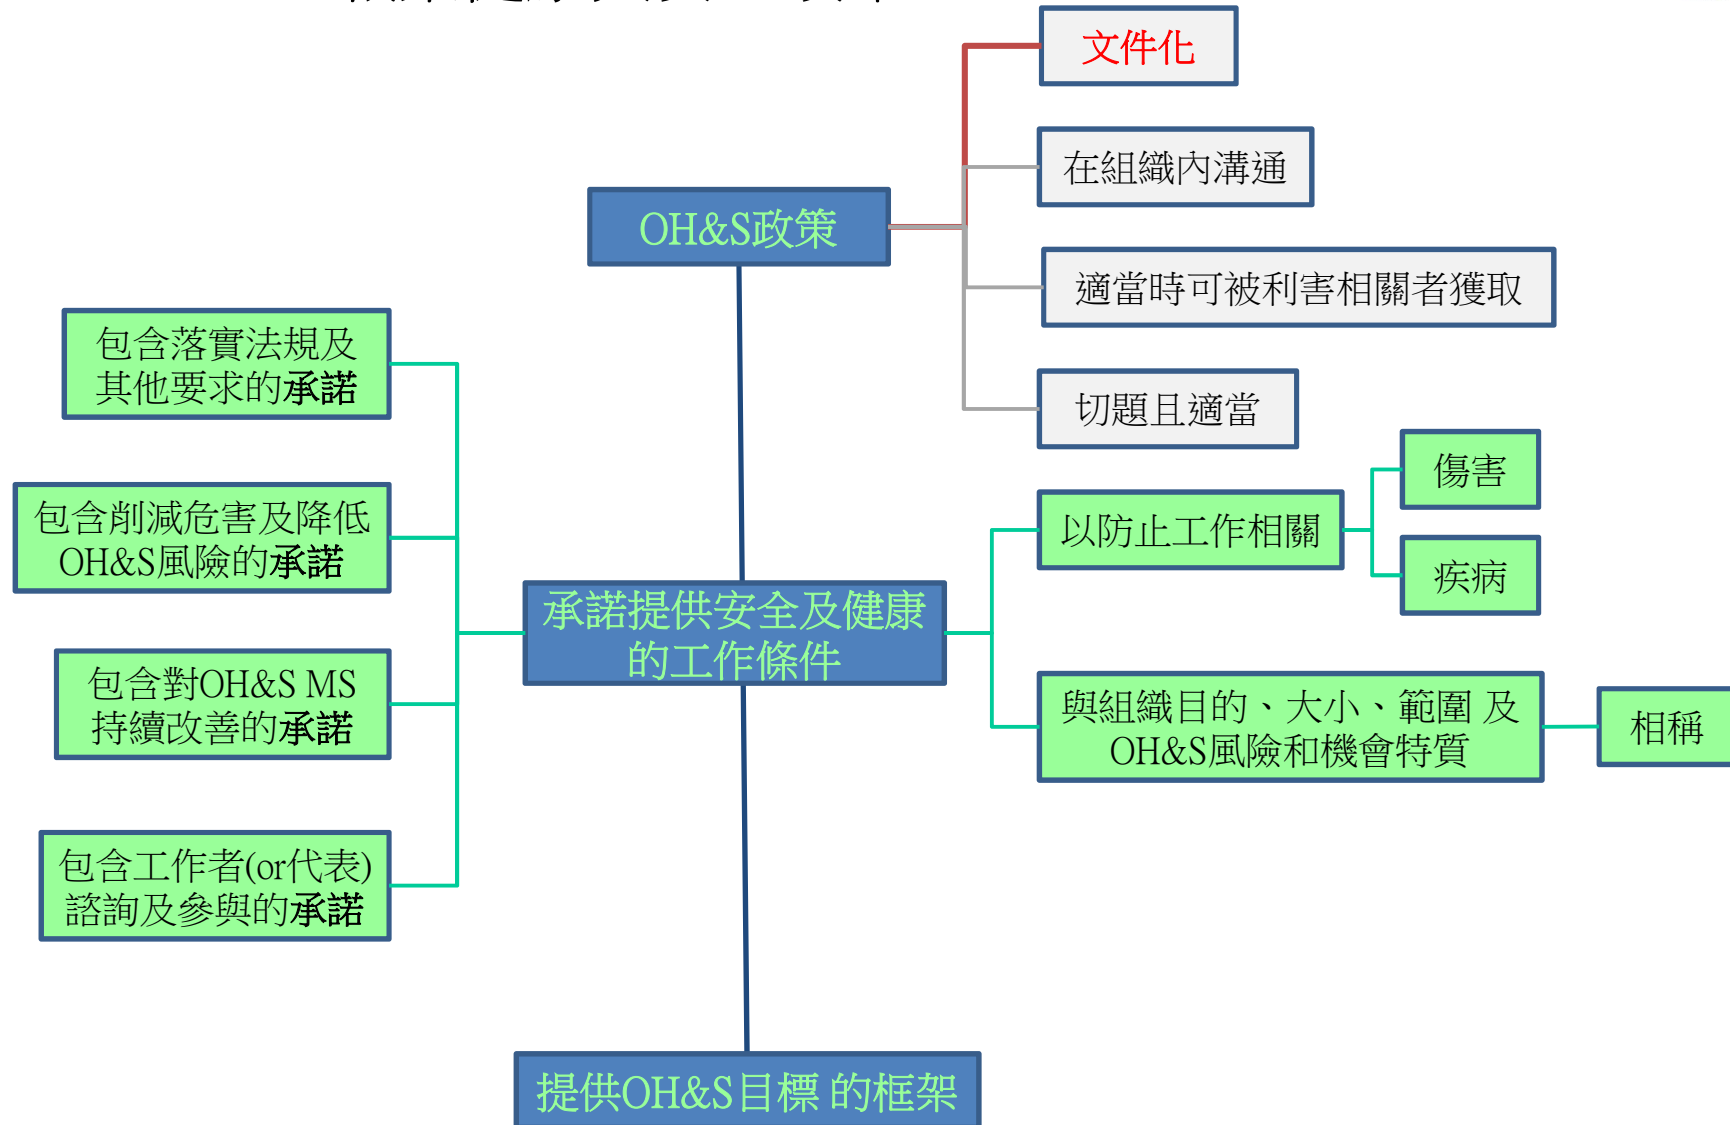 文件化
在組織內溝通
OH&S政策
適當時可被利害相關者獲取
切題且適當
包含落實法規及
其他要求的承諾
包含削減危害及降低
OH&S風險的承諾
包含對OH&S MS
持續改善的承諾
包含工作者(or代表)
諮詢及參與的承諾
承諾提供安全及健康
的工作條件
以防止工作相關
傷害
疾病
與組織目的、大小、範圍 及
OH&S風險和機會特質
相稱
提供OH&S目標 的框架